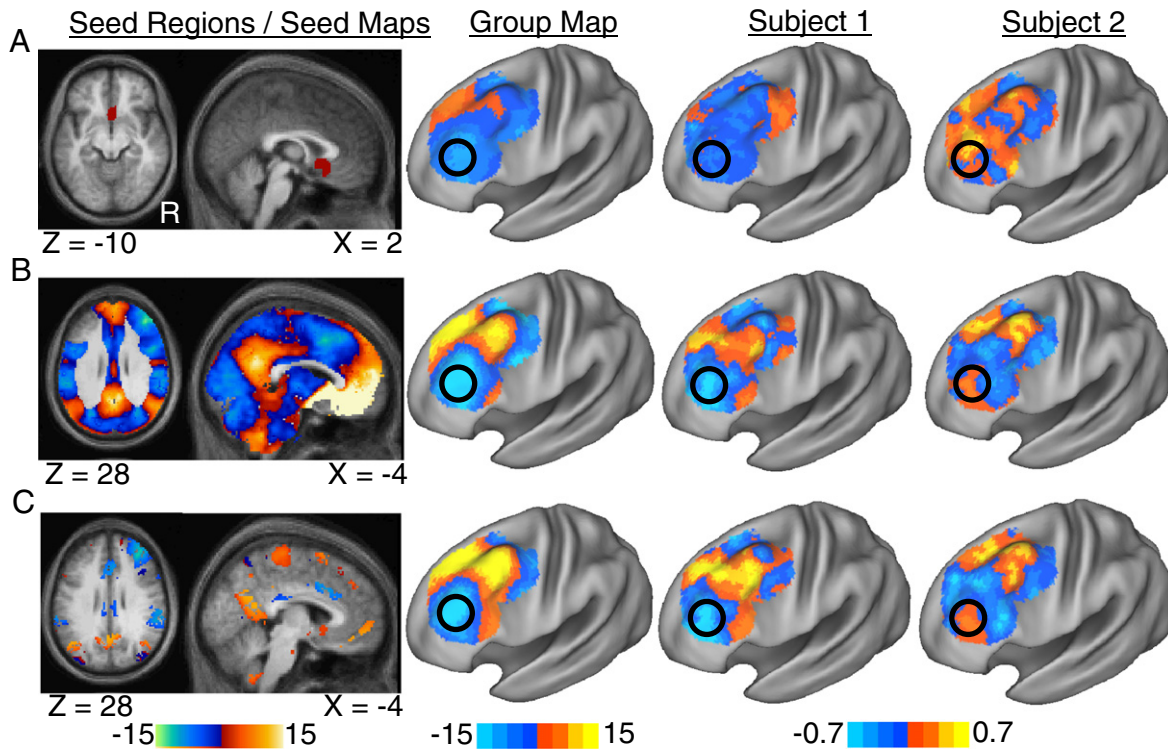 Seed Regions / Seed Maps Group Map Subject 1 Subject 2
A
R
Z = -10 X = 2
B
Z = 28 X = -4
C
Z = 28 X = -4
-15 15 -15 15 -0.7 0.7